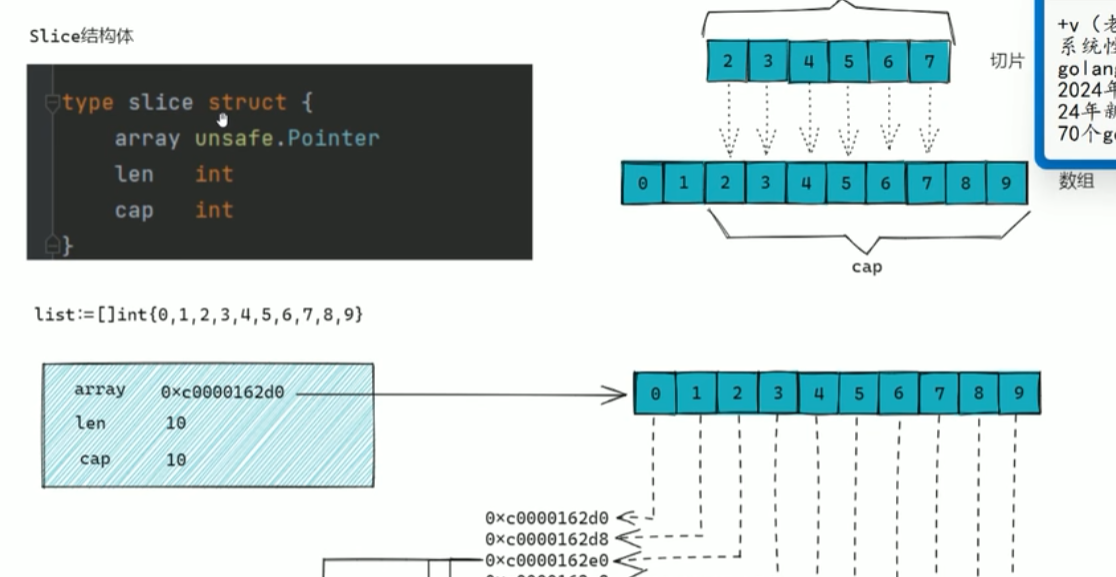 Slice结构体
type slice struct {
array unsafe.Pointer
len int
cap int
}
2 3 4 5 6 7
切片
0 1 2 3 4 5 6 7 8 9
数组
cap
+v（老
系统性
golang
2024年
24年新
70个go
list:=[]int{0,1,2,3,4,5,6,7,8,9}
array 0×c0000162d0
len 10
cap 10
0 1 2 3 4 5 6 7 8 9
0×c0000162d0
0×c0000162d8
0×c0000162e0